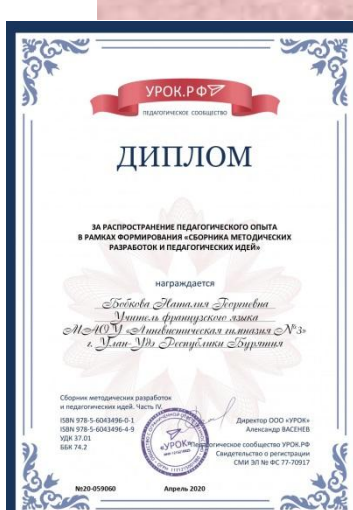 УРОК.РФ
ПЕДАГОГИЧЕСКОЕ СООБЩЕСТВО
ДИПЛОМ
ЗА РАСПРОСТРАНЕНИЕ ПЕДАГОГИЧЕСКОГО ОПЫТА
В РАМКАХ ФОРМИРОВАНИЯ «СБОРНИКА МЕТОДИЧЕСКИХ
РАЗРАБОТОК И ПЕДАГОГИЧЕСКИХ ИДЕЙ»
награждается
Бобкова Наталия Георгиевна
Учитель французского языка
МАОУ «Лингвистическая гимназия №3»
г. Улан-Удэ Республики Бурятия
Сборник методических разработок
и педагогических идей. Часть IV.
ISBN 978-5-6043496-0-1
ISBN 978-5-6043496-4-9
УДК 37.01
ББК 74.2
Директор ООО «УРОК»
Александр ВАСЕНЕВ
Педагогическое сообщество УРОК.РФ
Свидетельство о регистрации
СМИ ЭЛ № ФС 77-70917
«УРОК»
№20-059060
Апрель 2020